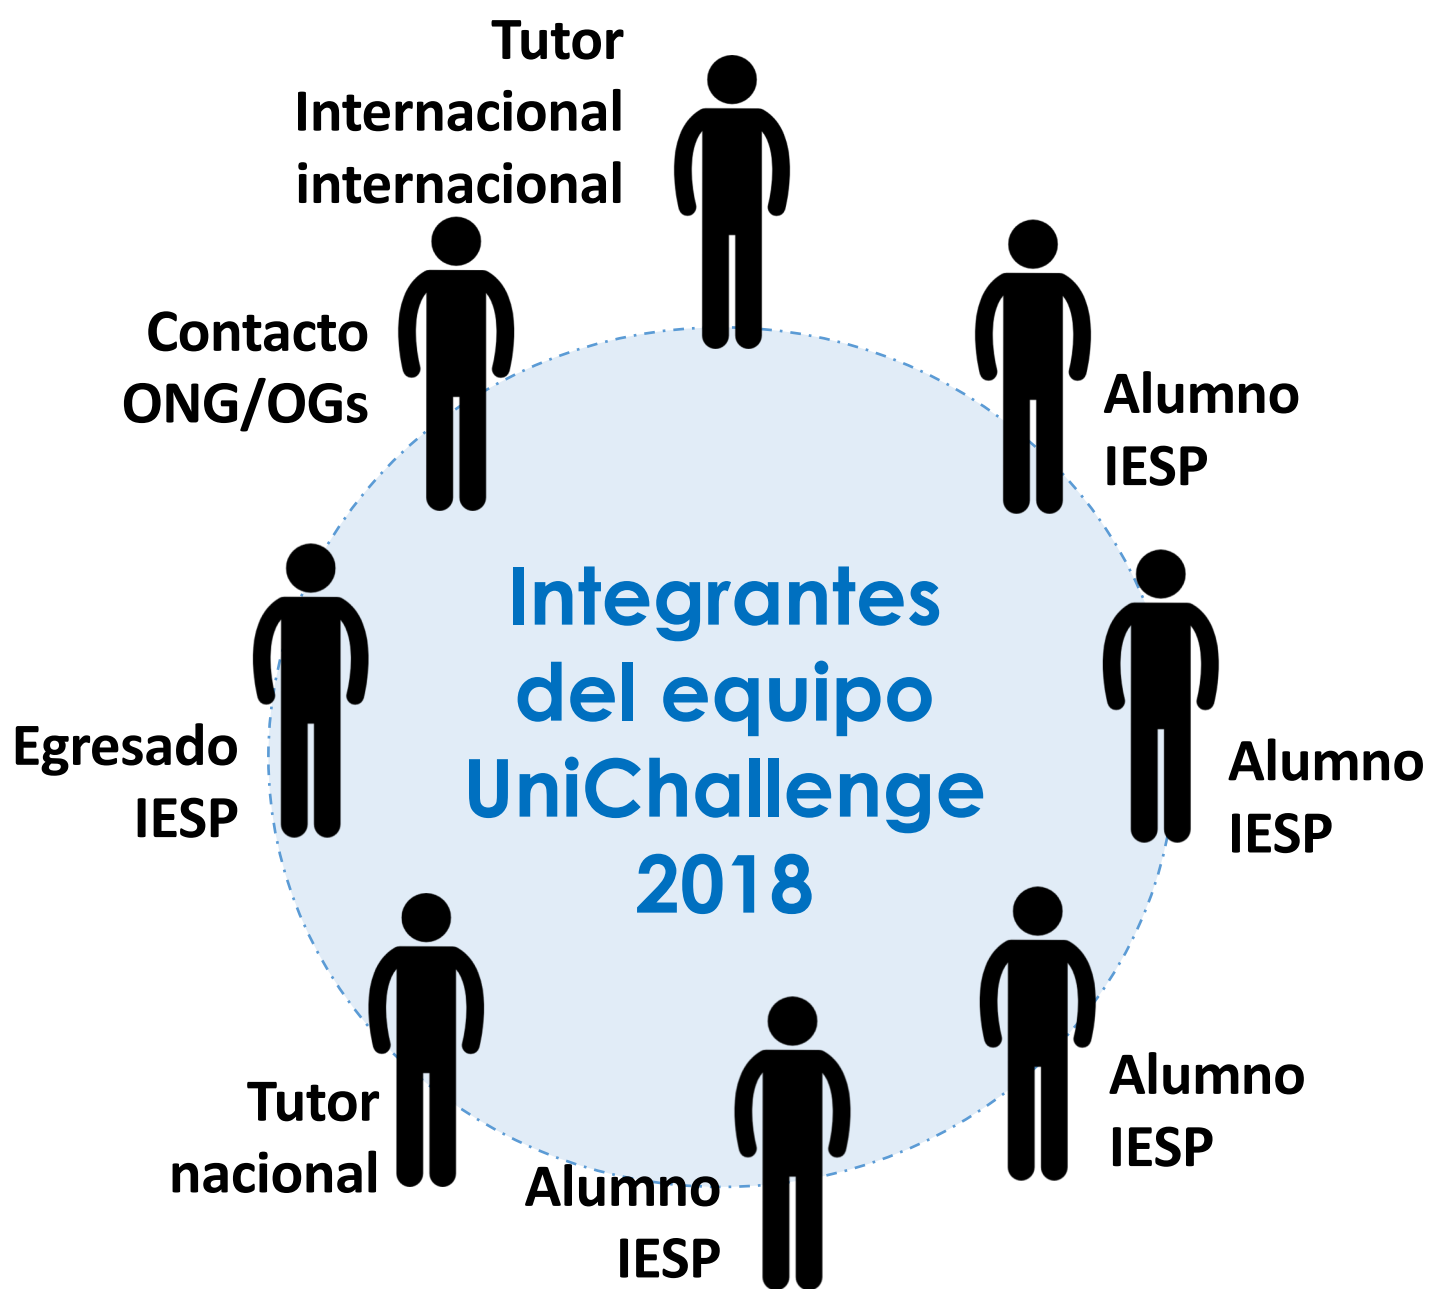 Tutor
Internacional
internacional
Contacto
ONG/OGs
Alumno
IESP
Integrantes
del equipo
UniChallenge
2018
Egresado
IESP
Alumno
IESP
Tutor
nacional
Alumno
IESP
Alumno
IESP